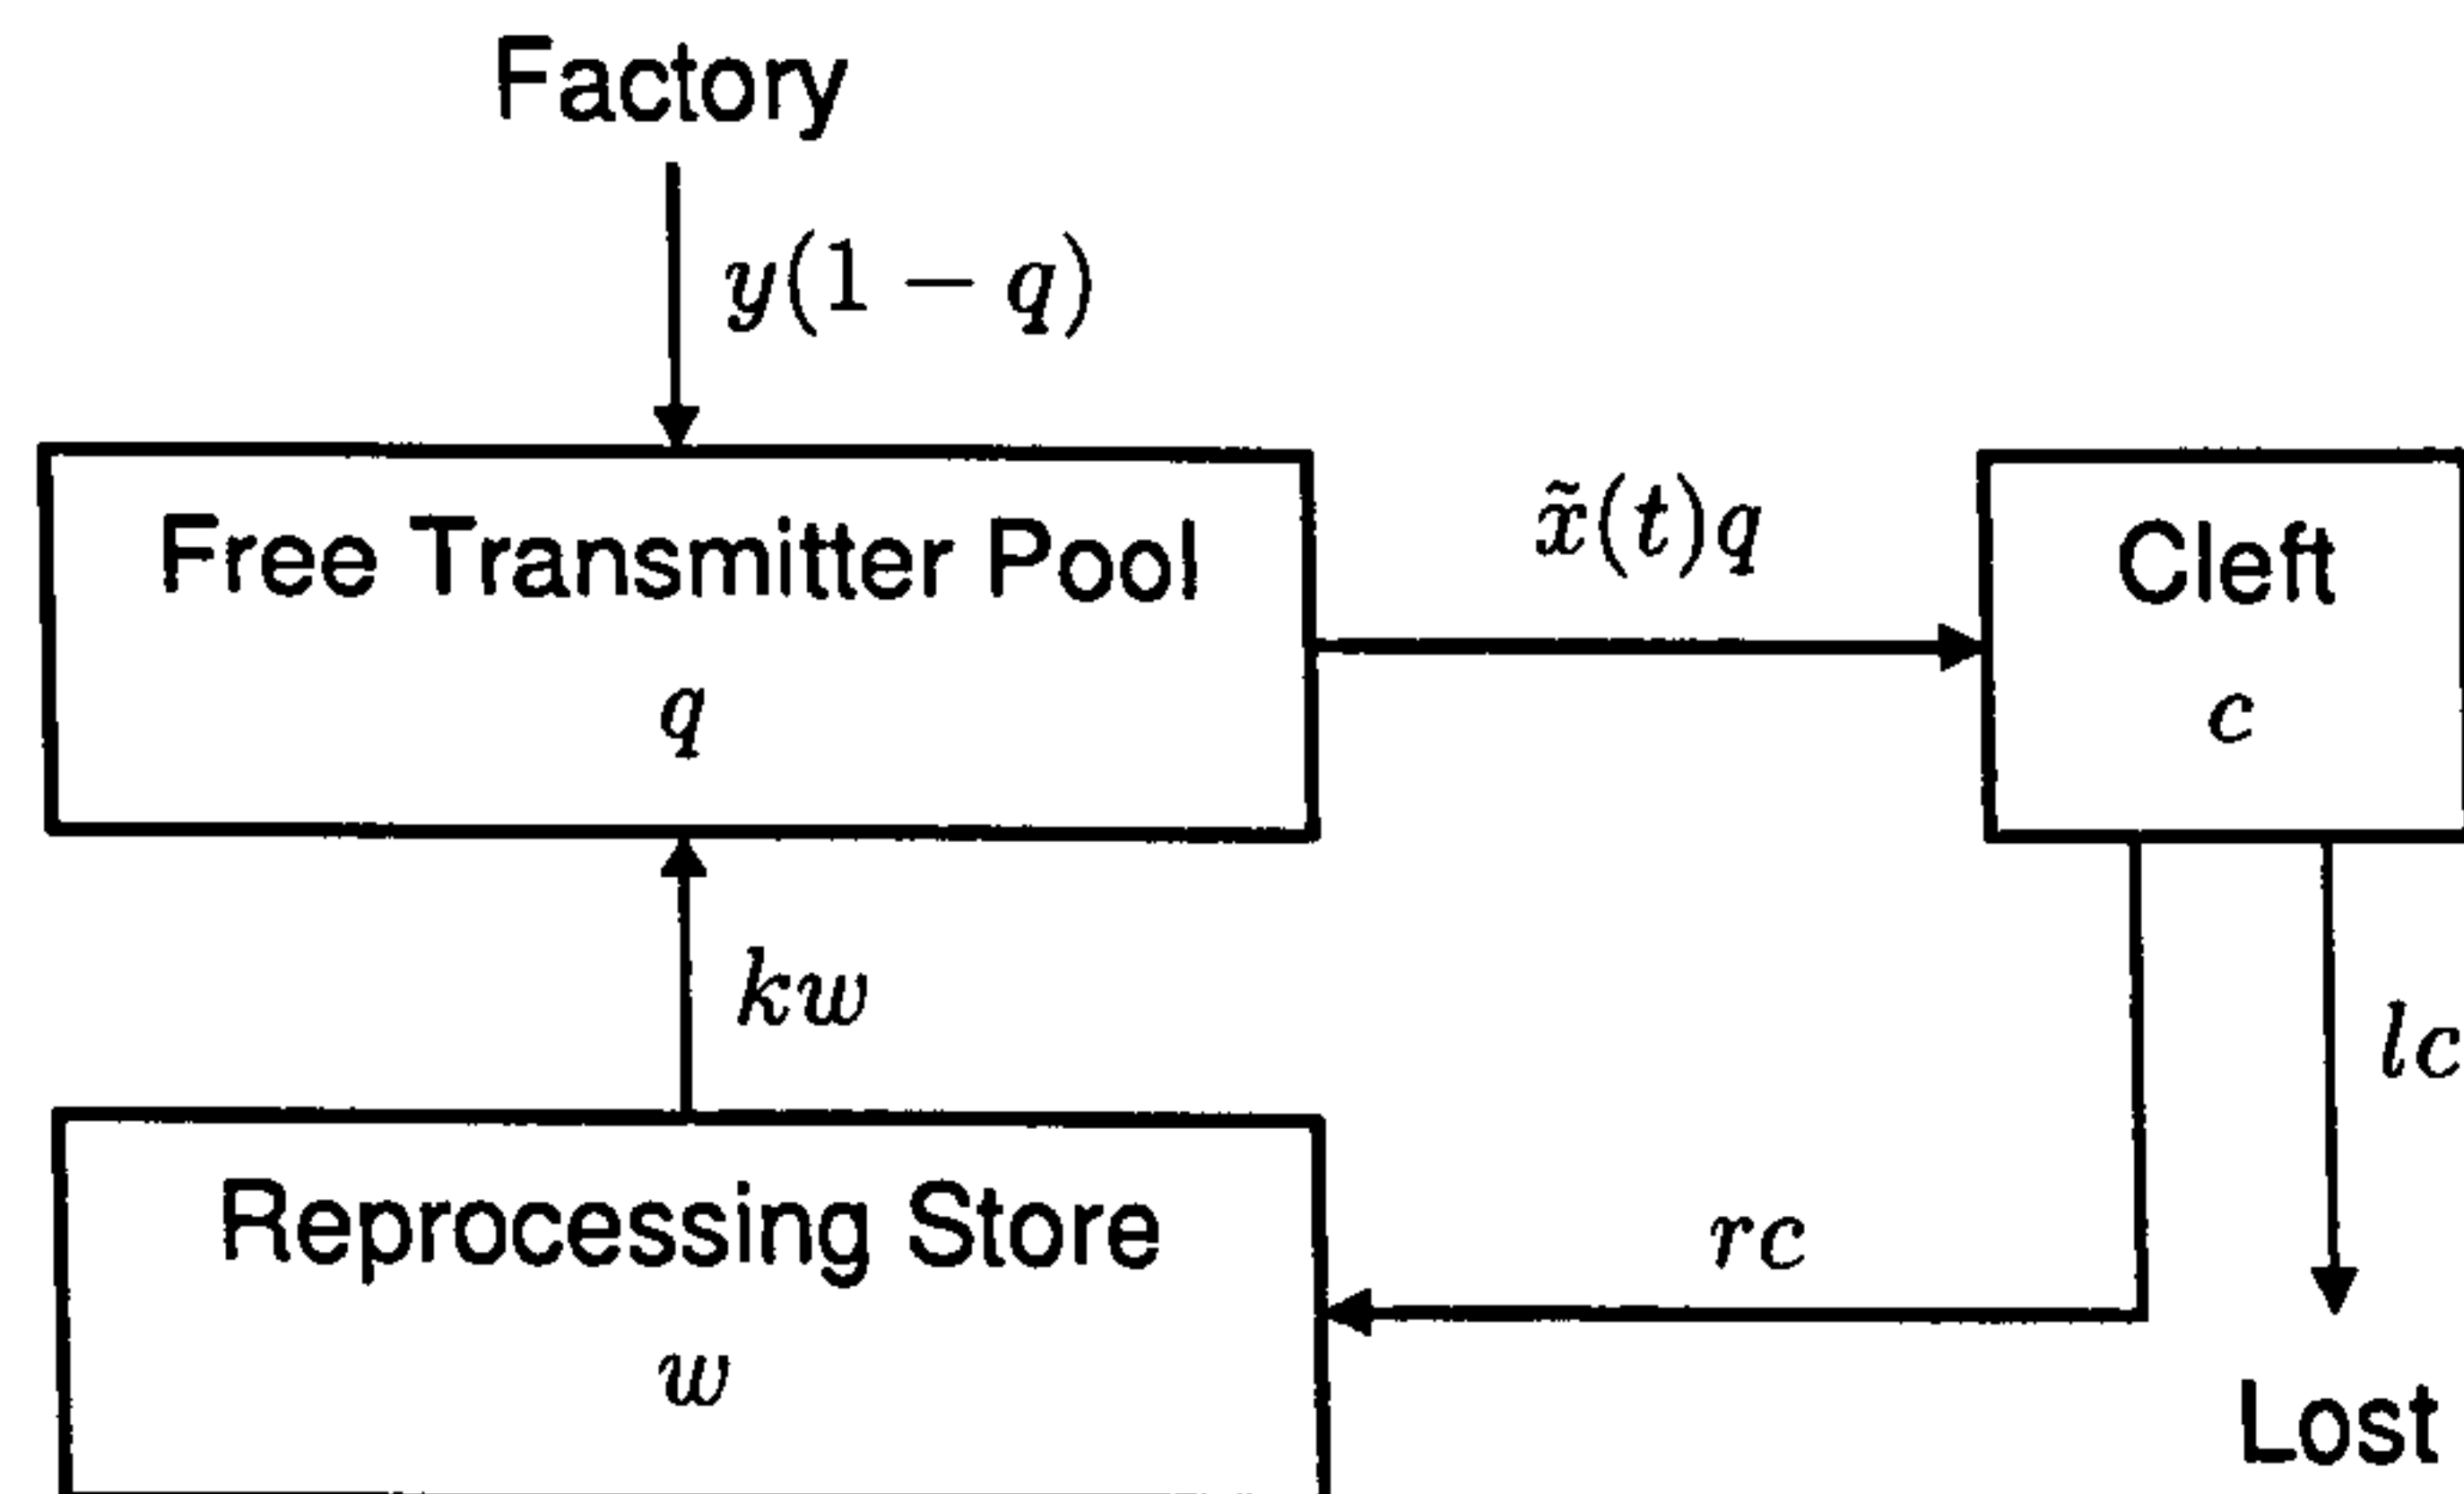 Factory
y(1 − q)
Free Transmitter Pool
q
x̃(t)q
Cleft
c
kw
lc
Reprocessing Store
w
rc
Lost